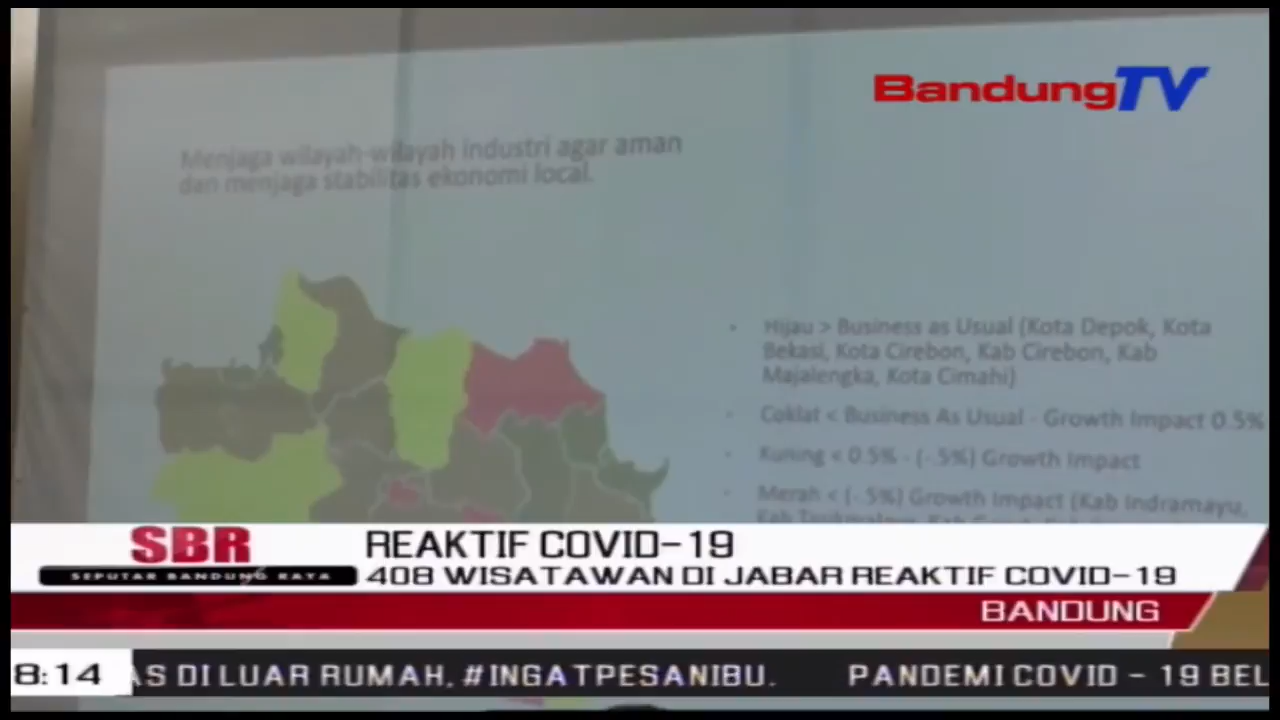 BandungTV
Menjaga wilayah-wilayah industri agar aman
dan menjaga stabilitas ekonomi local.
Hijau > Business as Usual (Kota Depok, Kota
Bekasi, Kota Cirebon, Kab Cirebon, Kab
Majalengka, Kota Cimahi)
Coklat < Business As Usual - Growth Impact 0.5%
Kuning < 0.5% - (-.5%) Growth Impact
Merah < (-.5%) Growth Impact (Kab Indramayu,
SBR
SEPUTAR BANDUNG RAYA
REAKTIF COVID-19
408 WISATAWAN DI JABAR REAKTIF COVID-19
BANDUNG
8:14
AS DI LUAR RUMAH, #INGATPESANIBU. PANDEMI COVID - 19 BEL